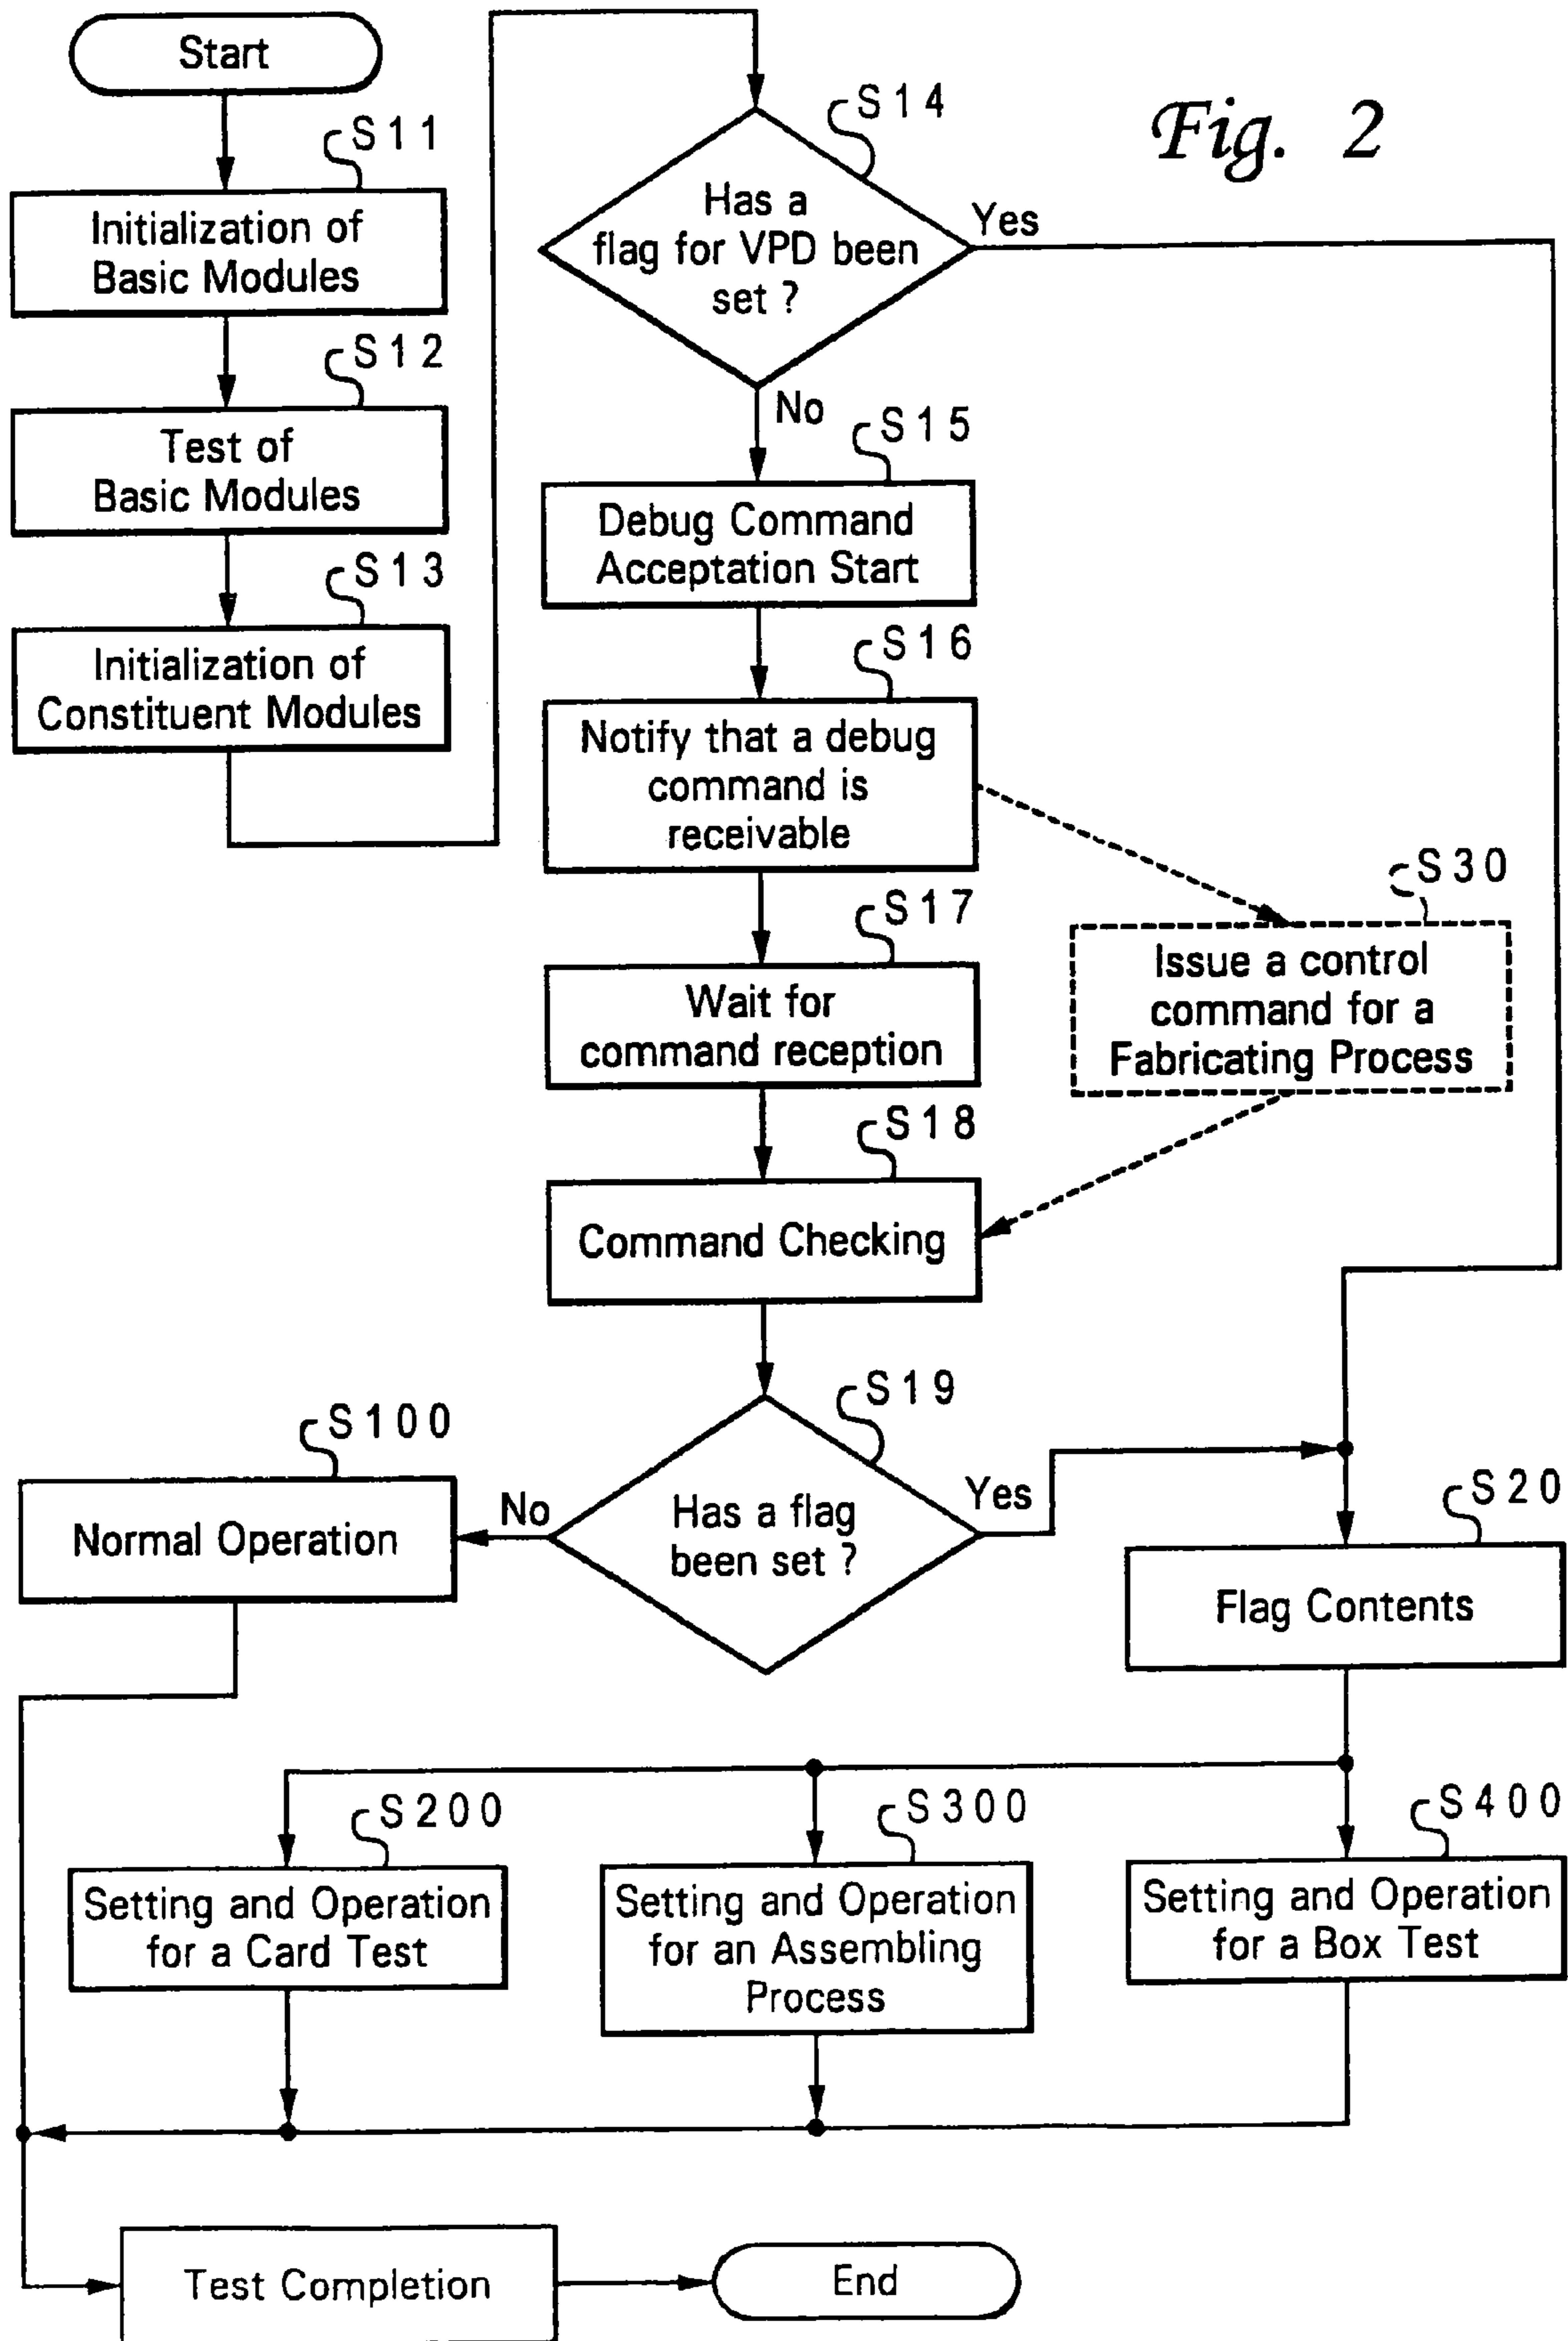 Fig. 2
Start
S11
Initialization of
Basic Modules
S12
Test of
Basic Modules
S13
Initialization of
Constituent Modules
S14
Has a
flag for VPD been
set ?
Yes
No
S15
Debug Command
Acceptation Start
S16
Notify that a debug
command is
receivable
S30
Issue a control
command for a
Fabricating Process
S17
Wait for
command reception
S18
Command Checking
S19
Has a flag
been set ?
No
Yes
S100
Normal Operation
S20
Flag Contents
S200
Setting and Operation
for a Card Test
S300
Setting and Operation
for an Assembling
Process
S400
Setting and Operation
for a Box Test
Test Completion
End